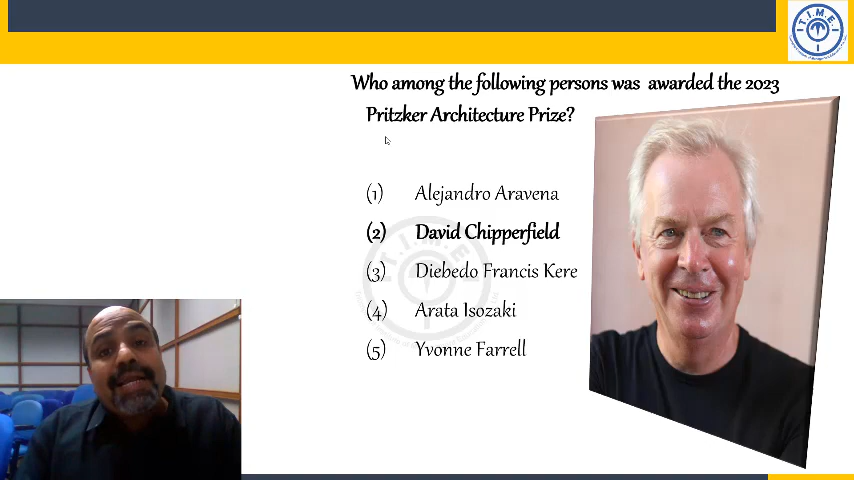 T.I.M.E.
Who among the following persons was awarded the 2023
Pritzker Architecture Prize?
(1) Alejandro Aravena
(2) David Chipperfield
(3) Diebedo Francis Kere
(4) Arata Isozaki
(5) Yvonne Farrell
T.I.M.E.